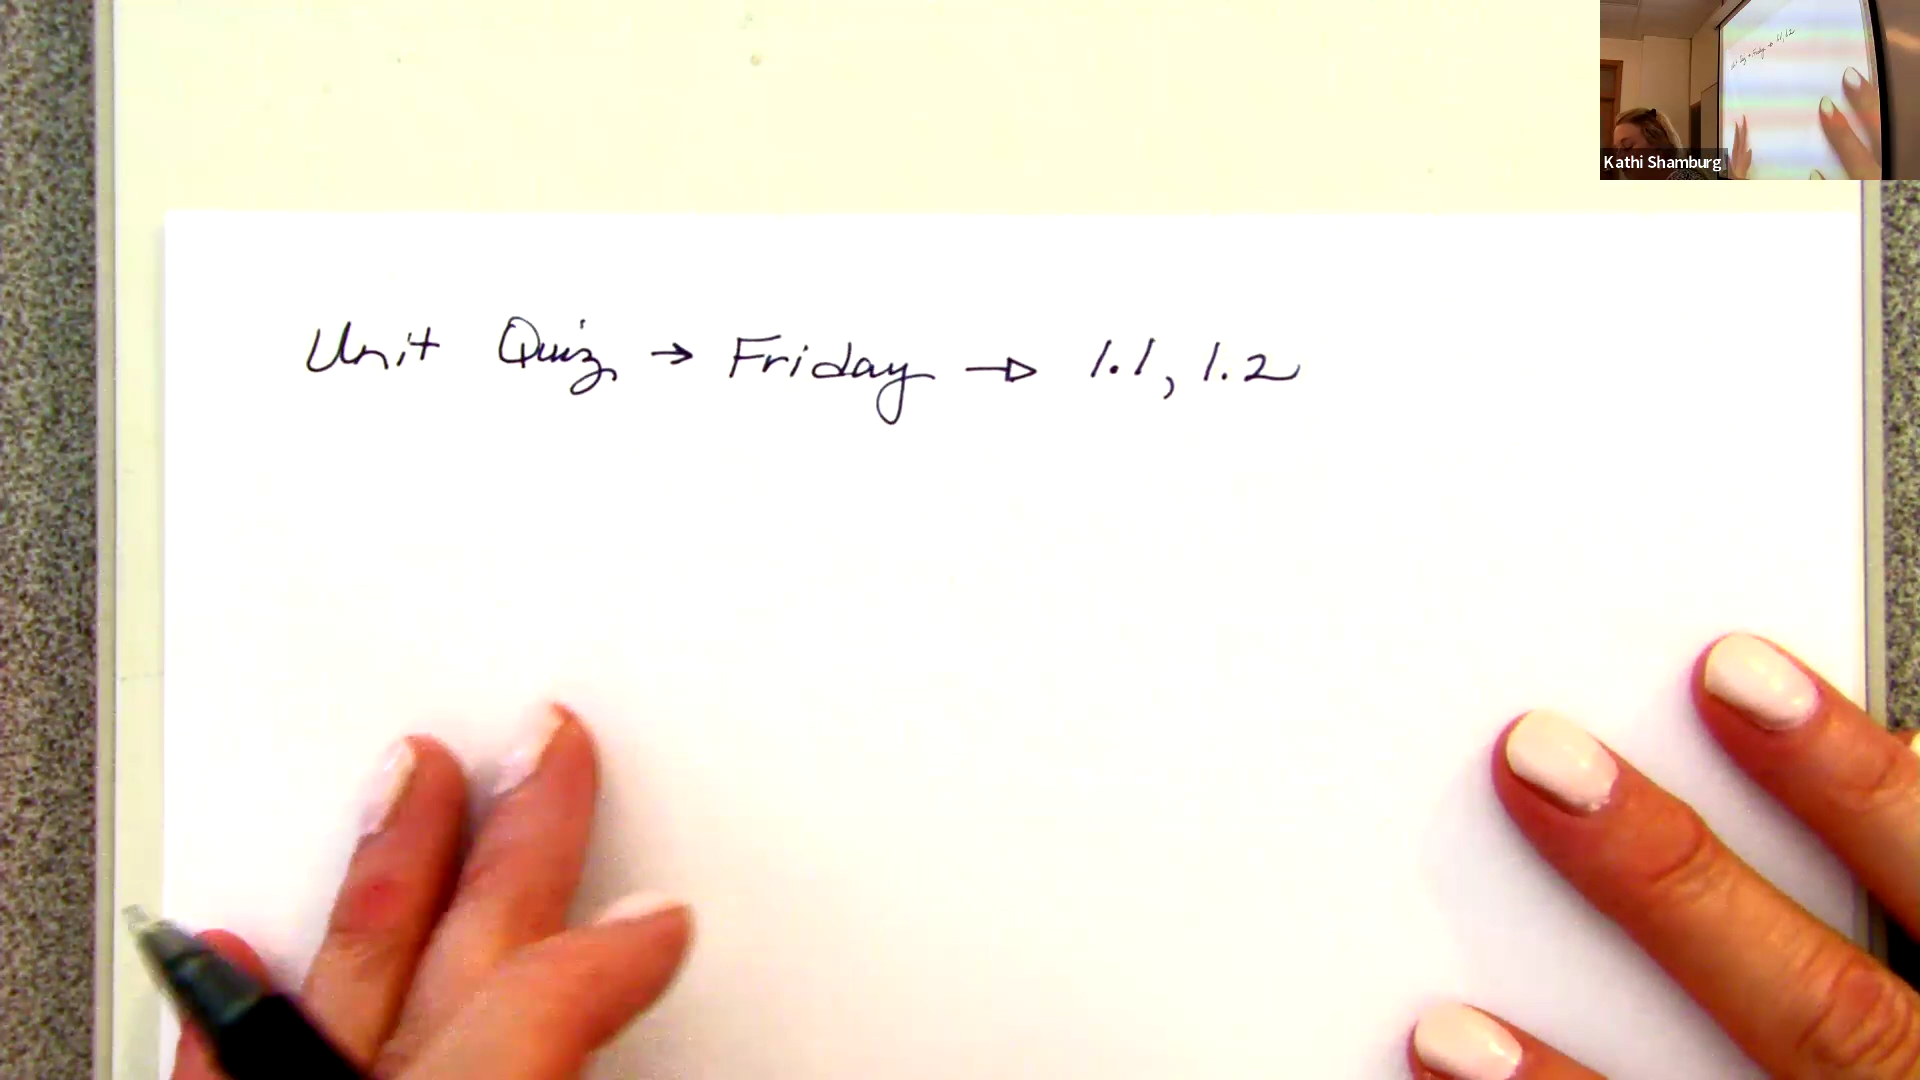 Kathi Shamburg
Unit Quiz → Friday → 1.1, 1.2